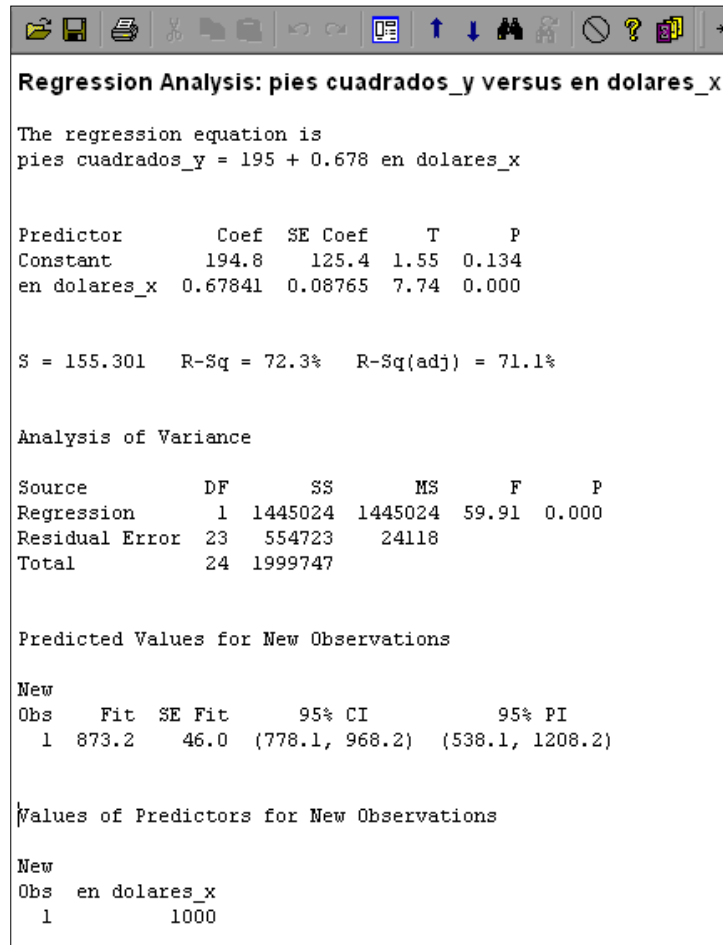 Regression Analysis: pies cuadrados_y versus en dolares_x
The regression equation is
pies cuadrados_y = 195 + 0.678 en dolares_x
Predictor Coef SE Coef T P
Constant 194.8 125.4 1.55 0.134
en dolares_x 0.67841 0.08765 7.74 0.000
S = 155.301 R-Sq = 72.3% R-Sq(adj) = 71.1%
Analysis of Variance
Source DF SS MS F P
Regression 1 1445024 1445024 59.91 0.000
Residual Error 23 554723 24118
Total 24 1999747
Predicted Values for New Observations
New
Obs Fit SE Fit 95% CI 95% PI
1 873.2 46.0 (778.1, 968.2) (538.1, 1208.2)
Values of Predictors for New Observations
New
Obs en dolares_x
1 1000